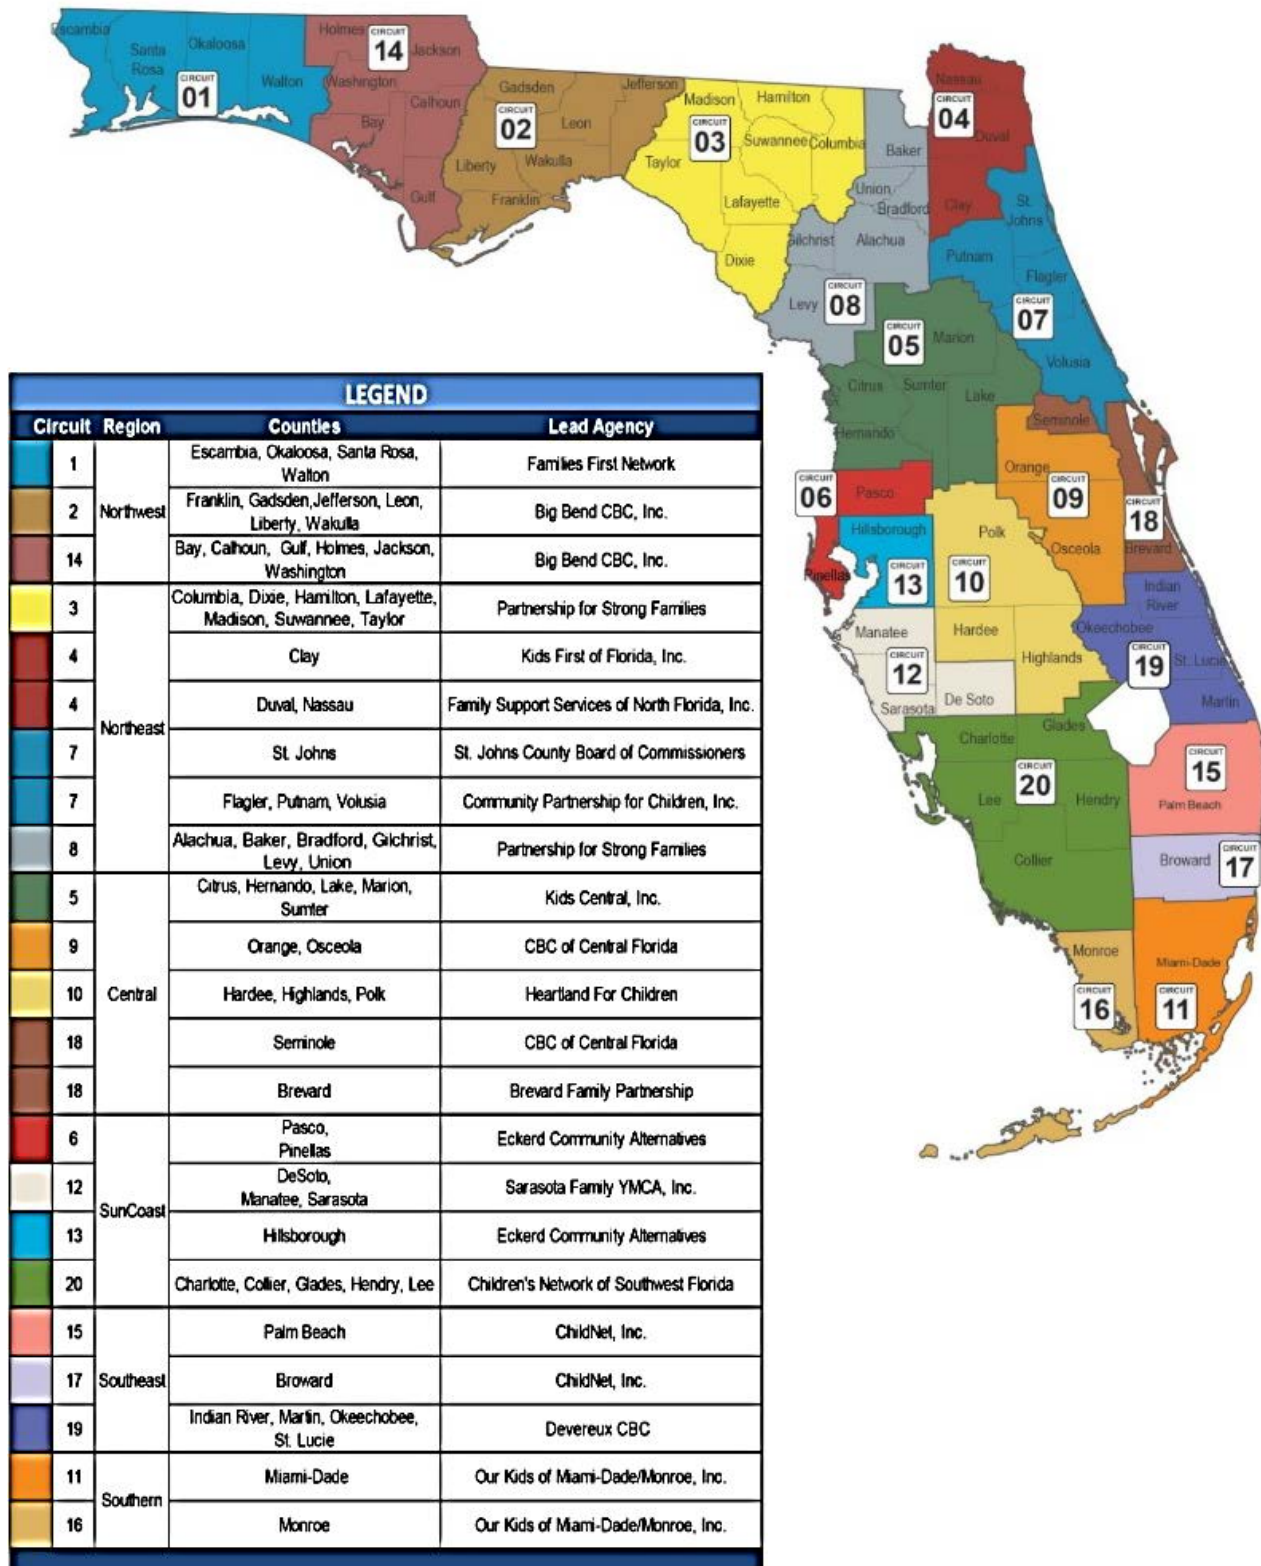 Escambia
Santa
Rosa
Okaloosa
Walton
CIRCUIT
01
Holmes
CIRCUIT
14
Jackson
Washington
Calhoun
Bay
Gulf
Gadsden
Jefferson
CIRCUIT
02
Leon
Liberty
Wakulla
Franklin
Madison
Hamilton
CIRCUIT
03
Suwannee
Columbia
Taylor
Lafayette
Dixie
Nassau
CIRCUIT
04
Duval
Clay
Baker
Union
Bradford
Gilchrist
Alachua
Levy
CIRCUIT
08
St.
Johns
Putnam
Flagler
CIRCUIT
07
Volusia
CIRCUIT
05
Marion
Citrus
Sumter
Lake
Hernando
Seminole
CIRCUIT
06
Pasco
Pinellas
Orange
CIRCUIT
09
Osceola
CIRCUIT
18
Brevard
Hillsborough
CIRCUIT
13
Polk
CIRCUIT
10
Hardee
Highlands
Indian
River
Okeechobee
CIRCUIT
19
St. Lucie
Martin
Manatee
CIRCUIT
12
Sarasota
De Soto
Charlotte
Glades
CIRCUIT
20
Lee
Hendry
Collier
CIRCUIT
15
Palm Beach
Broward
CIRCUIT
17
Monroe
CIRCUIT
16
Miami-Dade
CIRCUIT
11
LEGEND
Circuit Region Counties Lead Agency
1 Escambia, Okaloosa, Santa Rosa,
Walton Families First Network
Northwest
2 Franklin, Gadsden,Jefferson, Leon,
Liberty, Wakulla Big Bend CBC, Inc.
14 Bay, Calhoun, Gulf, Holmes, Jackson,
Washington Big Bend CBC, Inc.
3 Columbia, Dixie, Hamilton, Lafayette,
Madison, Suwannee, Taylor Partnership for Strong Families
4 Clay Kids First of Florida, Inc.
4 Duval, Nassau Family Support Services of North Florida, Inc.
Northeast
7 St. Johns St. Johns County Board of Commissioners
7 Flagler, Putnam, Volusia Community Partnership for Children, Inc.
8 Alachua, Baker, Bradford, Gilchrist,
Levy, Union Partnership for Strong Families
5 Citrus, Hernando, Lake, Marion,
Sumter Kids Central, Inc.
9 Orange, Osceola CBC of Central Florida
10 Central Hardee, Highlands, Polk Heartland For Children
18 Seminole CBC of Central Florida
18 Brevard Brevard Family Partnership
6 Pasco,
Pinellas Eckerd Community Alternatives
12 DeSoto,
Manatee, Sarasota Sarasota Family YMCA, Inc.
SunCoast
13 Hillsborough Eckerd Community Alternatives
20 Charlotte, Collier, Glades, Hendry, Lee Children's Network of Southwest Florida
15 Palm Beach ChildNet, Inc.
17 Southeast Broward ChildNet, Inc.
19 Indian River, Martin, Okeechobee,
St. Lucie Devereux CBC
11 Miami-Dade Our Kids of Miami-Dade/Monroe, Inc.
Southern
16 Monroe Our Kids of Miami-Dade/Monroe, Inc.